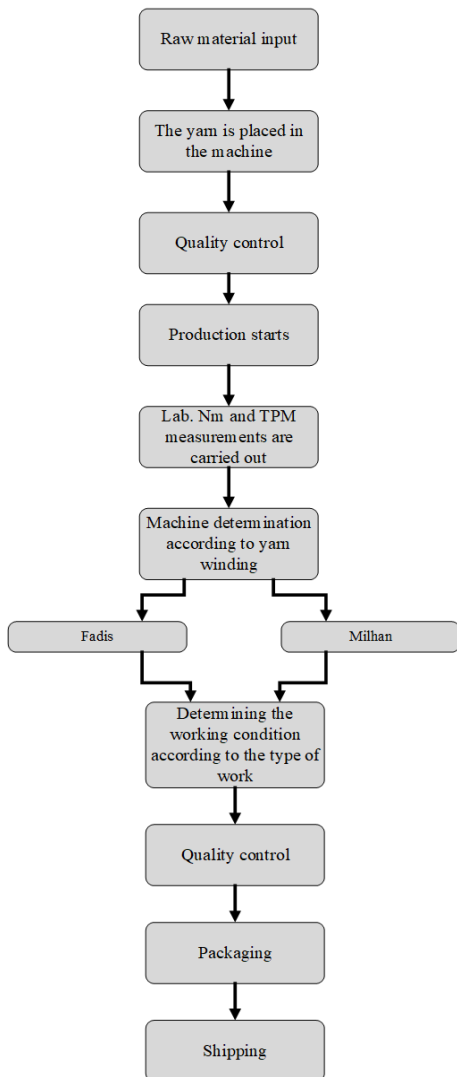 Raw material input
The yarn is placed in
the machine
Quality control
Production starts
Lab. Nm and TPM
measurements are
carried out
Machine determination
according to yarn
winding
Fadis
Milhan
Determining the
working condition
according to the type of
work
Quality control
Packaging
Shipping